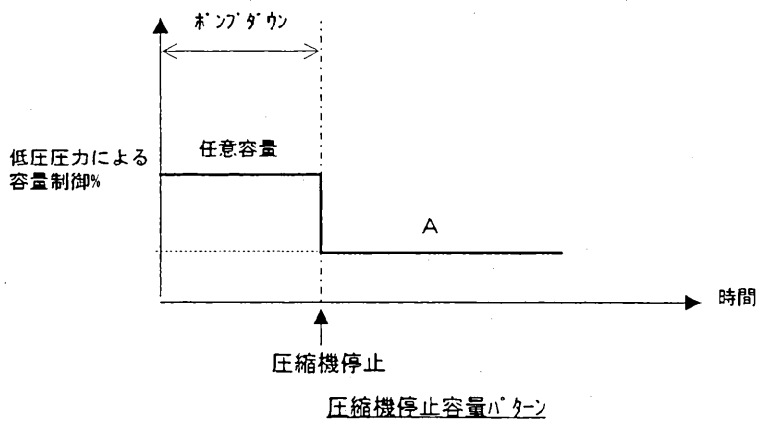 ﾎﾟﾝﾌﾟﾀﾞｳﾝ
低圧圧力による
容量制御%
任意容量
A
時間
圧縮機停止
圧縮機停止容量ﾊﾟﾀｰﾝ